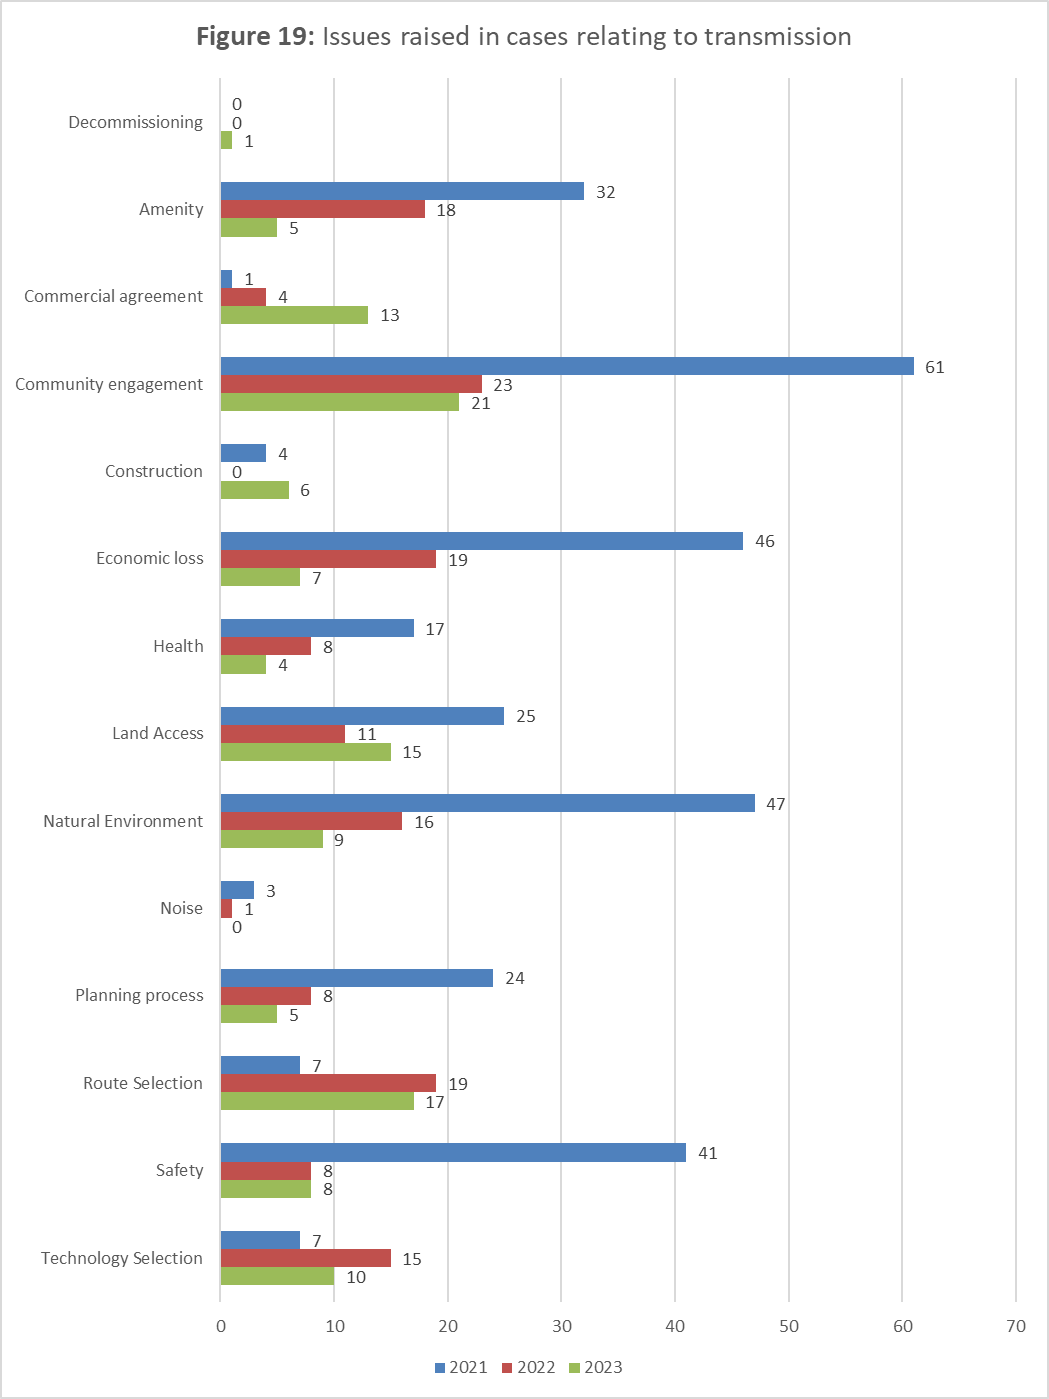 Figure 19: Issues raised in cases relating to transmission
Decommissioning
0
0
1
Amenity
32
18
5
Commercial agreement
1
4
13
Community engagement
61
23
21
Construction
4
0
6
Economic loss
46
19
7
Health
17
8
4
Land Access
25
11
15
Natural Environment
47
16
9
Noise
3
1
0
Planning process
24
8
5
Route Selection
7
19
17
Safety
41
8
8
Technology Selection
7
15
10
0 10 20 30 40 50 60 70
2021 2022 2023